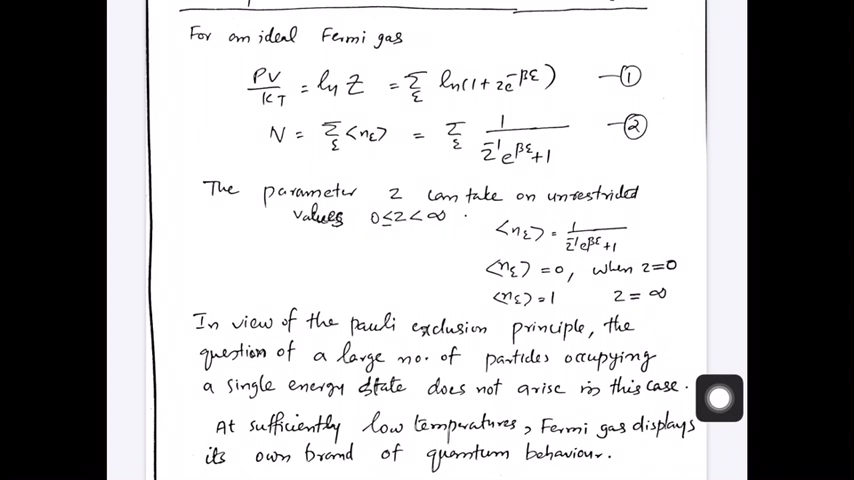 For an ideal Fermi gas
PV/KT = ln Z = Σ_ε ln(1 + ze^{-βε}) —①
N = Σ_ε <n_ε> = Σ_ε 1/(z^{-1}e^{βε}+1) —②
The parameter z can take on unrestrided
values 0≤z<∞.
<n_ε> = 1/(z^{-1}e^{βε}+1)
<n_ε> = 0, when z=0
<n_ε> = 1 z = ∞
In view of the pauli exclusion principle, the
question of a large no. of particles occupying
a single energy state does not arise in this case.
At sufficiently low temperatures, Fermi gas displays
its own brand of quantum behaviour.